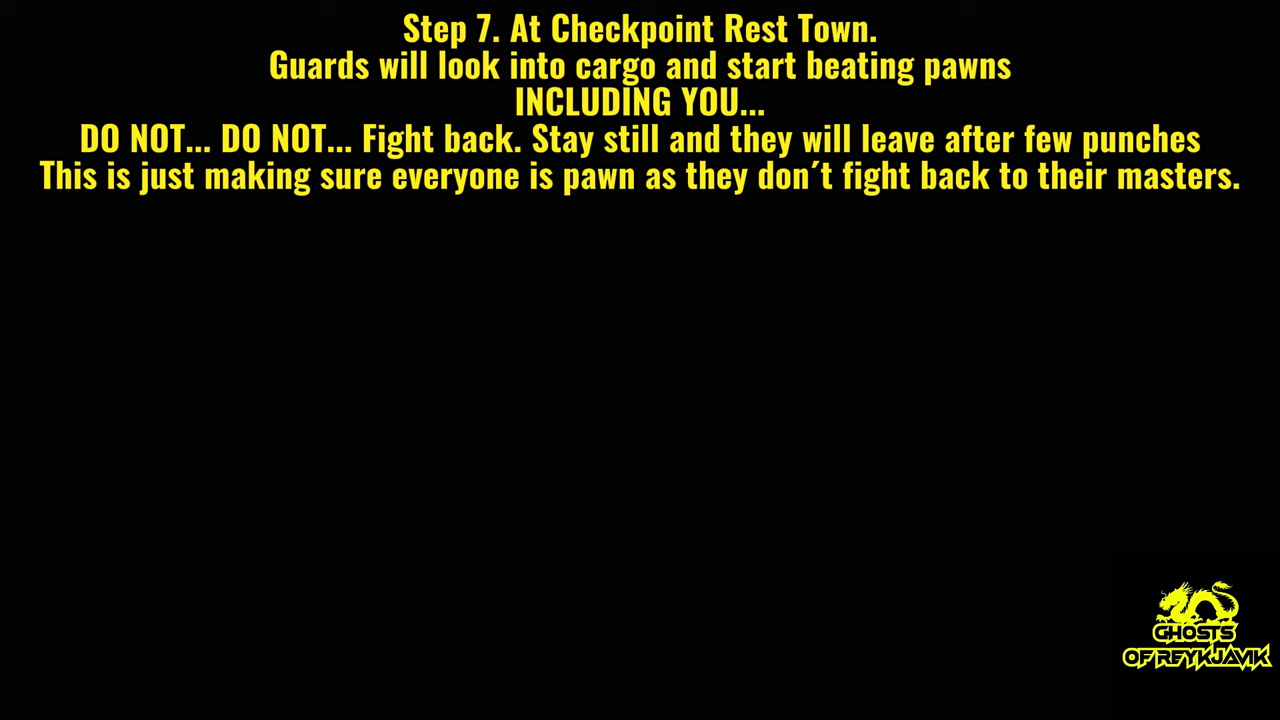 Step 7. At Checkpoint Rest Town.
Guards will look into cargo and start beating pawns
INCLUDING YOU...
DO NOT... DO NOT... Fight back. Stay still and they will leave after few punches
This is just making sure everyone is pawn as they don´t fight back to their masters.
GHOSTS
OF REYKJAVIK